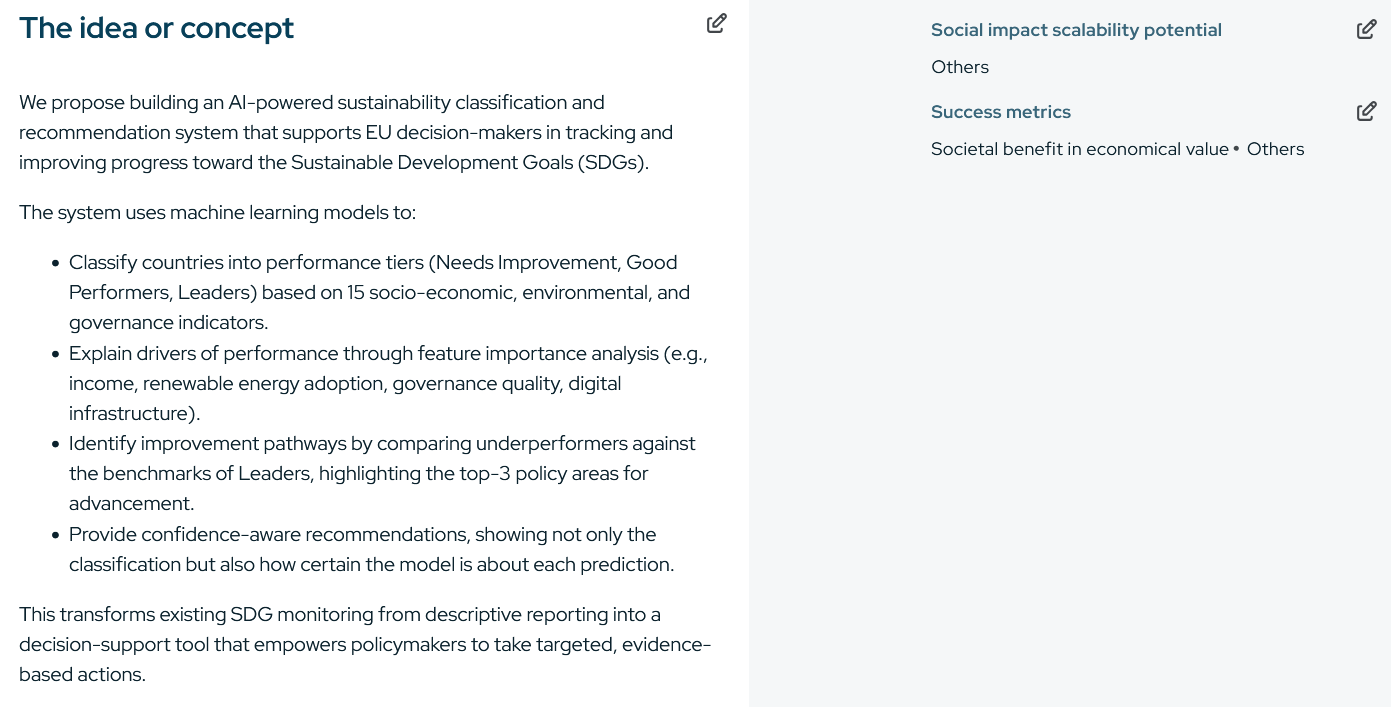 The idea or concept
We propose building an AI-powered sustainability classification and
recommendation system that supports EU decision-makers in tracking and
improving progress toward the Sustainable Development Goals (SDGs).
The system uses machine learning models to:
• Classify countries into performance tiers (Needs Improvement, Good
Performers, Leaders) based on 15 socio-economic, environmental, and
governance indicators.
• Explain drivers of performance through feature importance analysis (e.g.,
income, renewable energy adoption, governance quality, digital
infrastructure).
• Identify improvement pathways by comparing underperformers against
the benchmarks of Leaders, highlighting the top-3 policy areas for
advancement.
• Provide confidence-aware recommendations, showing not only the
classification but also how certain the model is about each prediction.
This transforms existing SDG monitoring from descriptive reporting into a
decision-support tool that empowers policymakers to take targeted, evidence-
based actions.
Social impact scalability potential
Others
Success metrics
Societal benefit in economical value • Others